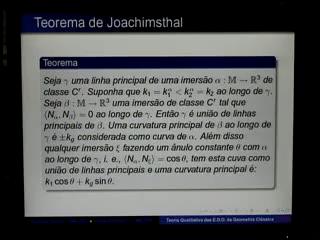 Teorema de Joachimsthal
Teorema
Seja γ uma linha principal de uma imersão α : M → ℝ³ de
classe Cʳ. Suponha que k₁ = k₁^α < k₂^α = k₂ ao longo de γ.
Seja β : M → ℝ³ uma imersão de classe Cʳ tal que
⟨N_α, N_β⟩ = 0 ao longo de γ. Então γ é união de linhas
principais de β. Uma curvatura principal de β ao longo de
γ é ±k_g considerada como curva de α. Além disso
qualquer imersão ξ fazendo um ângulo constante θ com α
ao longo de γ, i. e., ⟨N_α, N_ξ⟩ = cos θ, tem esta cuva como
união de linhas principais e uma curvatura principal é:
k₁ cos θ + k_g sin θ.
Teoria Qualitativa das E.D.O. da Geometria Clássica